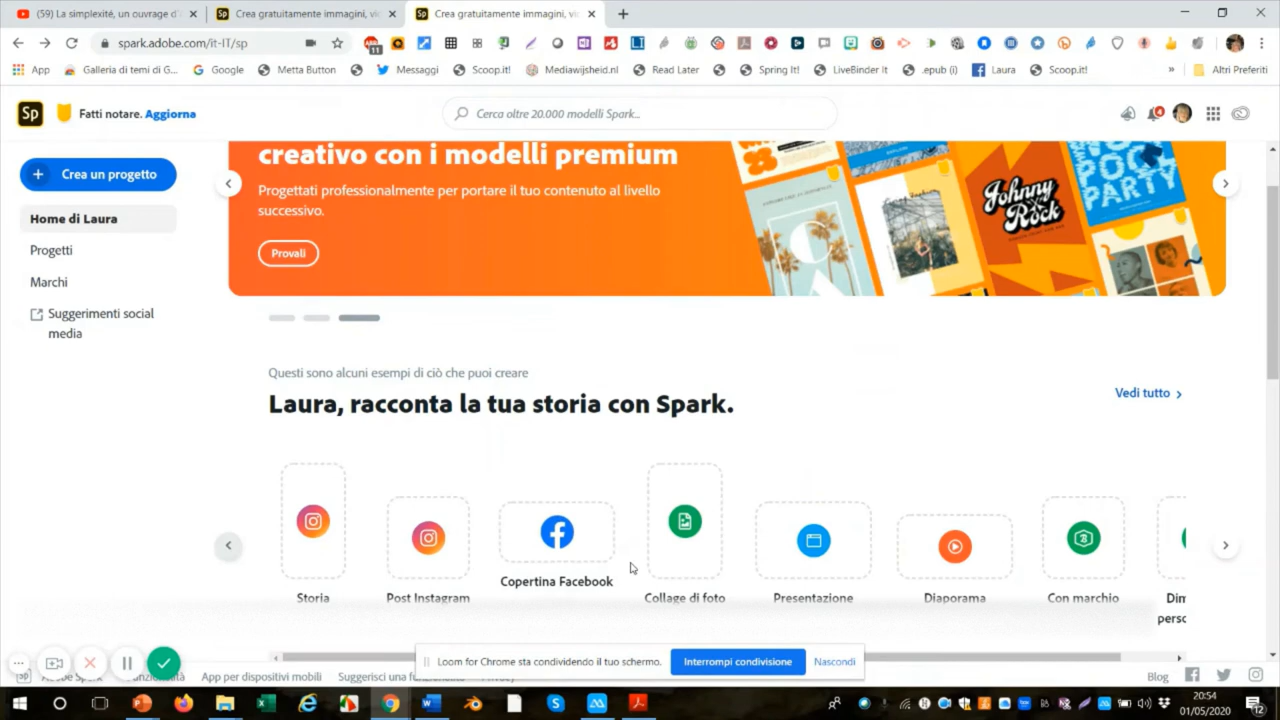 (59) La simplexité, un ouvrage d'
Crea gratuitamente immagini, vi
Crea gratuitamente immagini, vi
spark.adobe.com/it-IT/sp
11
App
Galleria di temi di G...
Google
Metta Button
Messaggi
Scoop.it!
Mediawijsheid.nl
Read Later
Spring It!
LiveBinder It
.epub (i)
Laura
Scoop.it!
»
Altri Preferiti
Sp
Fatti notare. Aggiorna
Cerca oltre 20.000 modelli Spark...
4
+ Crea un progetto
Home di Laura
Progetti
Marchi
Suggerimenti social
media
creativo con i modelli premium
Progettati professionalmente per portare il tuo contenuto al livello
successivo.
Provali
Johnny
Rock
POOL
PARTY
Questi sono alcuni esempi di ciò che puoi creare
Laura, racconta la tua storia con Spark.
Vedi tutto
Storia
Post Instagram
Copertina Facebook
Collage di foto
Presentazione
Diaporama
Con marchio
Dim
perso
Loom for Chrome sta condividendo il tuo schermo.
Interrompi condivisione
Nascondi
App per dispositivi mobili
Blog
20:54
01/05/2020
12